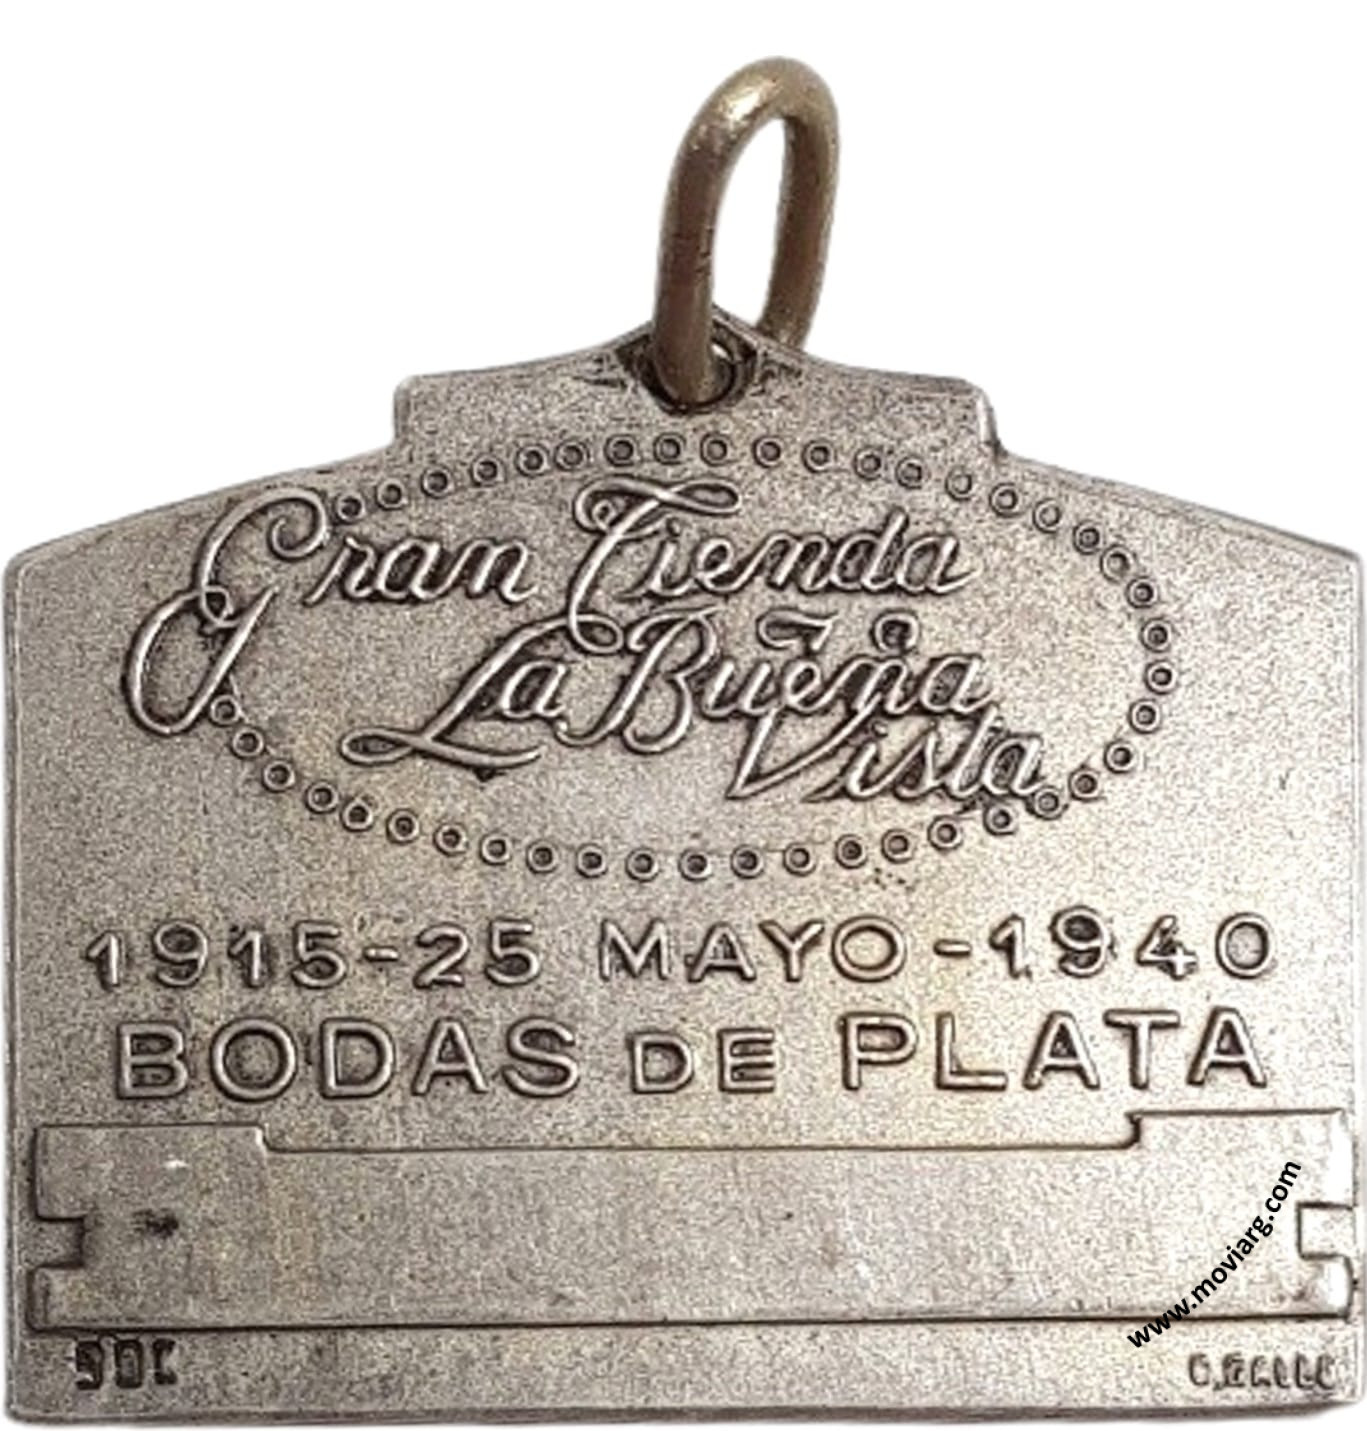 Gran Tienda
La Buena
Vista
1915-25 MAYO-1940
BODAS DE PLATA
www.moviarg.com